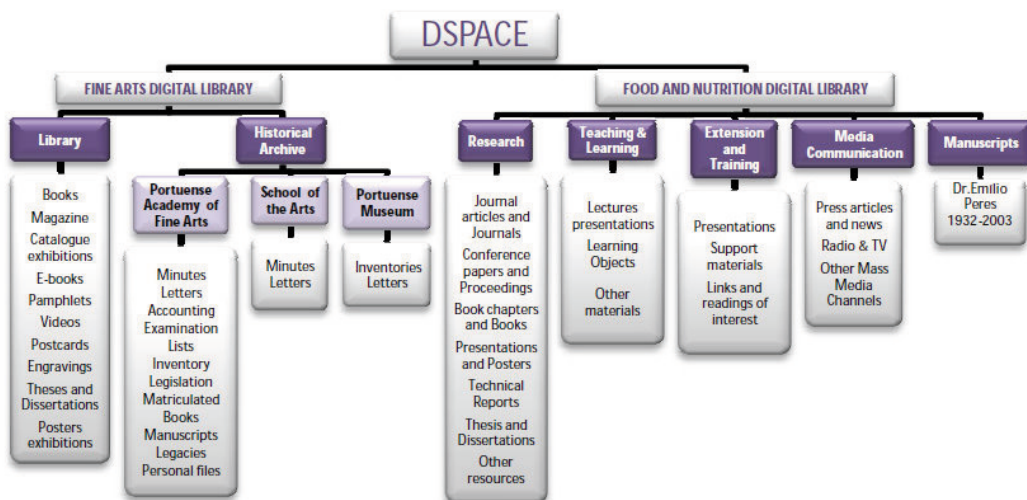 DSPACE
FINE ARTS DIGITAL LIBRARY
FOOD AND NUTRITION DIGITAL LIBRARY
Library
Books
Magazine
Catalogue
exhibitions
E-books
Pamphlets
Videos
Postcards
Engravings
Theses and
Dissertations
Posters
exhibitions
Historical
Archive
Portuense
Academy of
Fine Arts
Minutes
Letters
Accounting
Examination
Lists
Inventory
Legislation
Matriculated
Books
Manuscripts
Legacies
Personal files
School of
the Arts
Minutes
Letters
Portuense
Museum
Inventories
Letters
Research
Journal
articles and
Journals
Conference
papers and
Proceedings
Book chapters
and Books
Presentations
and Posters
Technical
Reports
Thesis and
Dissertations
Other
resources
Teaching &
Learning
Lectures
presentations
Learning
Objects
Other
materials
Extension
and
Training
Presentations
Support
materials
Links and
readings of
interest
Media
Communication
Press articles
and news
Radio & TV
Other Mass
Media
Channels
Manuscripts
Dr.Emilio
Peres
1932-2003